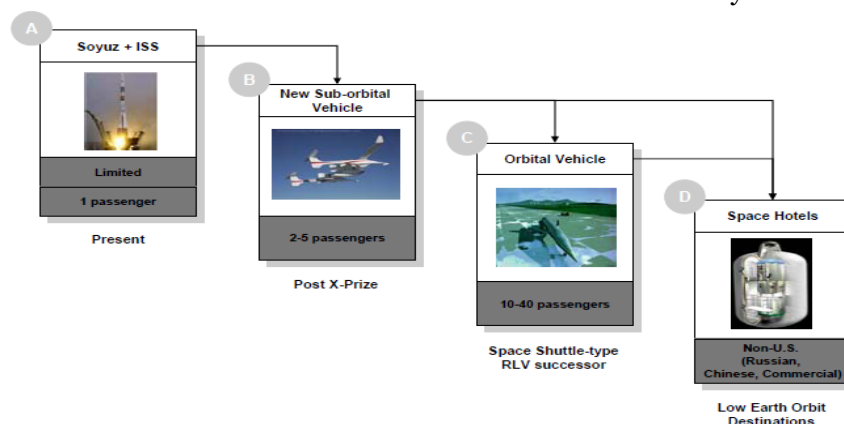 A
Soyuz + ISS
Limited
1 passenger
Present
B
New Sub-orbital
Vehicle
2-5 passengers
Post X-Prize
C
Orbital Vehicle
10-40 passengers
Space Shuttle-type
RLV successor
D
Space Hotels
Non-U.S.
(Russian,
Chinese, Commercial)
Low Earth Orbit
Destinations